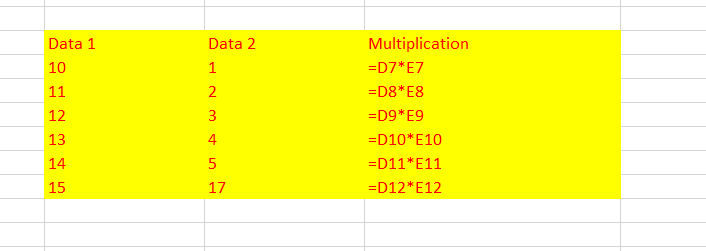 Data 1 Data 2 Multiplication
10 1 =D7*E7
11 2 =D8*E8
12 3 =D9*E9
13 4 =D10*E10
14 5 =D11*E11
15 17 =D12*E12